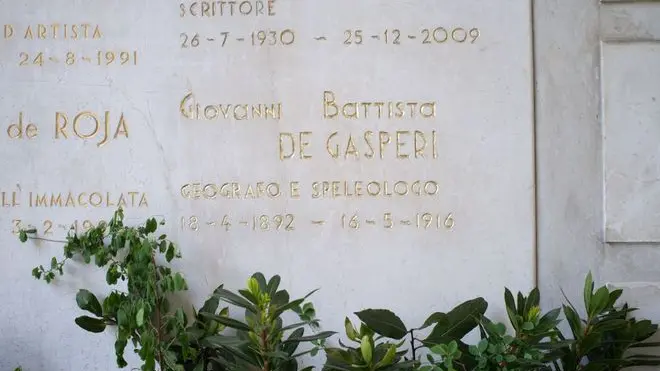 D'ARTISTA
24-8-1991
de ROJA
LL'IMMACOLATA
SCRITTORE
26-7-1930 - 25-12-2009
Giovanni Battista
DE GASPERI
GEOGRAFO E SPELEOLOGO
18-4-1892 - 16-5-1916